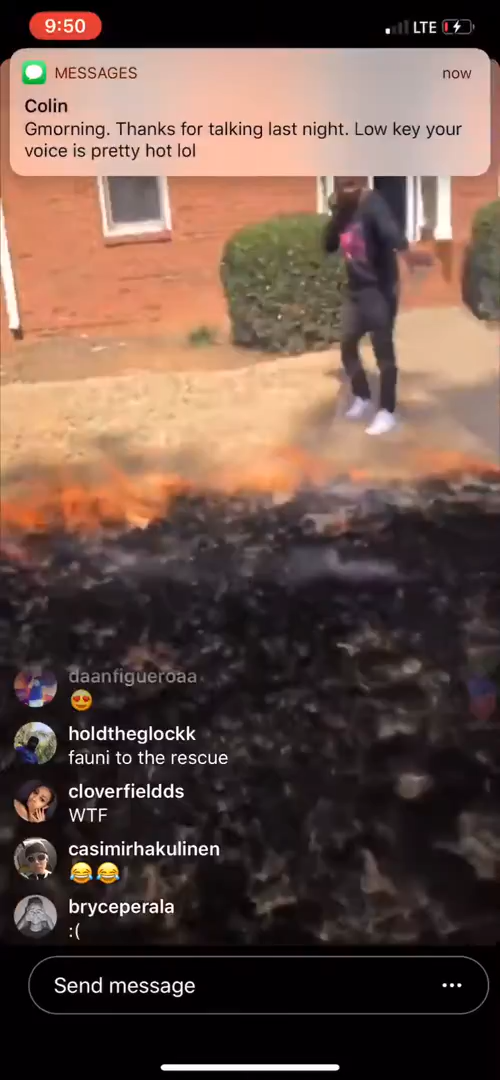 9:50
LTE
MESSAGES
now
Colin
Gmorning. Thanks for talking last night. Low key your
voice is pretty hot lol
daanfigueroaa
😍
holdtheglockk
fauni to the rescue
cloverfieldds
WTF
casimirhakulinen
😂😂
bryceperala
:(
Send message